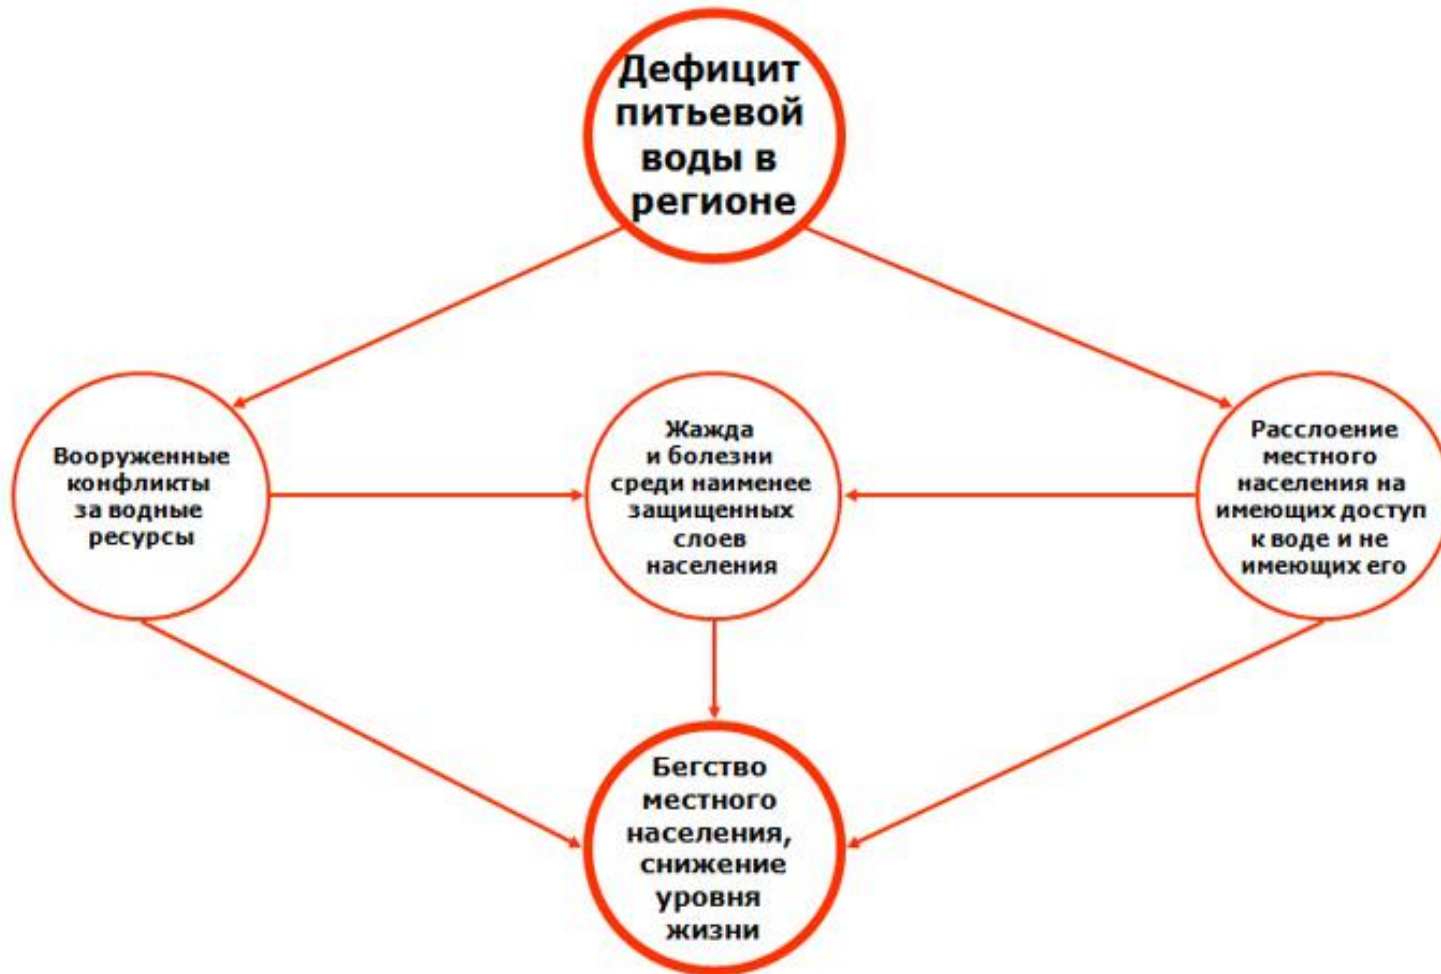 Дефицит
питьевой
воды в
регионе
Вооруженные
конфликты
за водные
ресурсы
Жажда
и болезни
среди наименее
защищенных
слоев
населения
Расслоение
местного
населения на
имеющих доступ
к воде и не
имеющих его
Бегство
местного
населения,
снижение
уровня
жизни